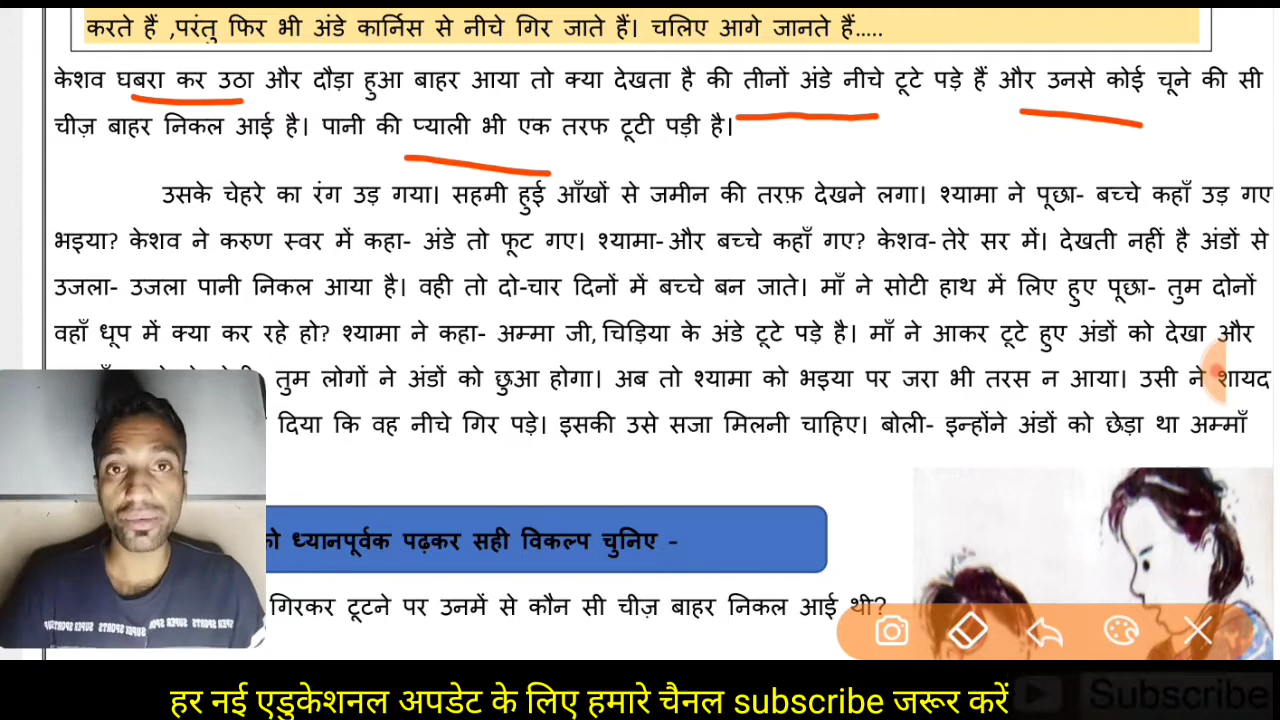 करते हैं ,परंतु फिर भी अंडे कार्निस से नीचे गिर जाते हैं। चलिए आगे जानते हैं.....
केशव घबरा कर उठा और दौड़ा हुआ बाहर आया तो क्या देखता है की तीनों अंडे नीचे टूटे पड़े हैं और उनसे कोई चूने की सी
चीज़ बाहर निकल आई है। पानी की प्याली भी एक तरफ टूटी पड़ी है।
उसके चेहरे का रंग उड़ गया। सहमी हुई आँखों से जमीन की तरफ़ देखने लगा। श्यामा ने पूछा- बच्चे कहाँ उड़ गए
भइया? केशव ने करुण स्वर में कहा- अंडे तो फूट गए। श्यामा-और बच्चे कहाँ गए? केशव-तेरे सर में। देखती नहीं है अंडों से
उजला- उजला पानी निकल आया है। वही तो दो-चार दिनों में बच्चे बन जाते। माँ ने सोटी हाथ में लिए हुए पूछा- तुम दोनों
वहाँ धूप में क्या कर रहे हो? श्यामा ने कहा- अम्मा जी, चिड़िया के अंडे टूटे पड़े है। माँ ने आकर टूटे हुए अंडों को देखा और
तुम लोगों ने अंडों को छुआ होगा। अब तो श्यामा को भइया पर जरा भी तरस न आया। उसी ने शायद
दिया कि वह नीचे गिर पड़े। इसकी उसे सजा मिलनी चाहिए। बोली- इन्होंने अंडों को छेड़ा था अम्माँ
को ध्यानपूर्वक पढ़कर सही विकल्प चुनिए -
गिरकर टूटने पर उनमें से कौन सी चीज़ बाहर निकल आई थी?
हर नई एडुकेशनल अपडेट के लिए हमारे चैनल subscribe जरूर करें
Subscribe